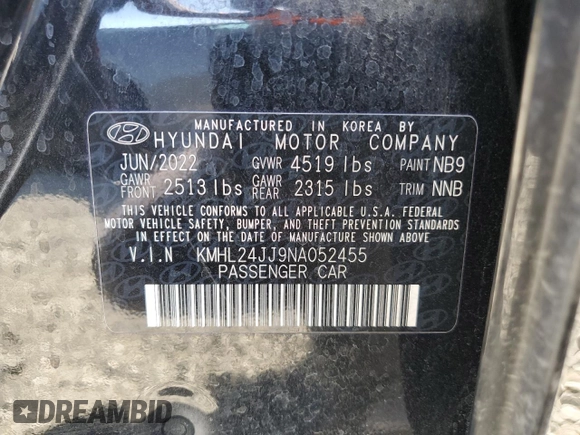 MANUFACTURED IN KOREA BY
HYUNDAI MOTOR COMPANY
JUN/2022 GVWR 4519 lbs PAINT NB9
GAWR FRONT 2513 lbs GAWR REAR 2315 lbs TRIM NNB
THIS VEHICLE CONFORMS TO ALL APPLICABLE U.S.A. FEDERAL
MOTOR VEHICLE SAFETY, BUMPER, AND THEFT PREVENTION STANDARDS
IN EFFECT ON THE DATE OF MANUFACTURE SHOWN ABOVE.
V.I.N KMHL24JJ9NA052455
PASSENGER CAR
DREAMBID